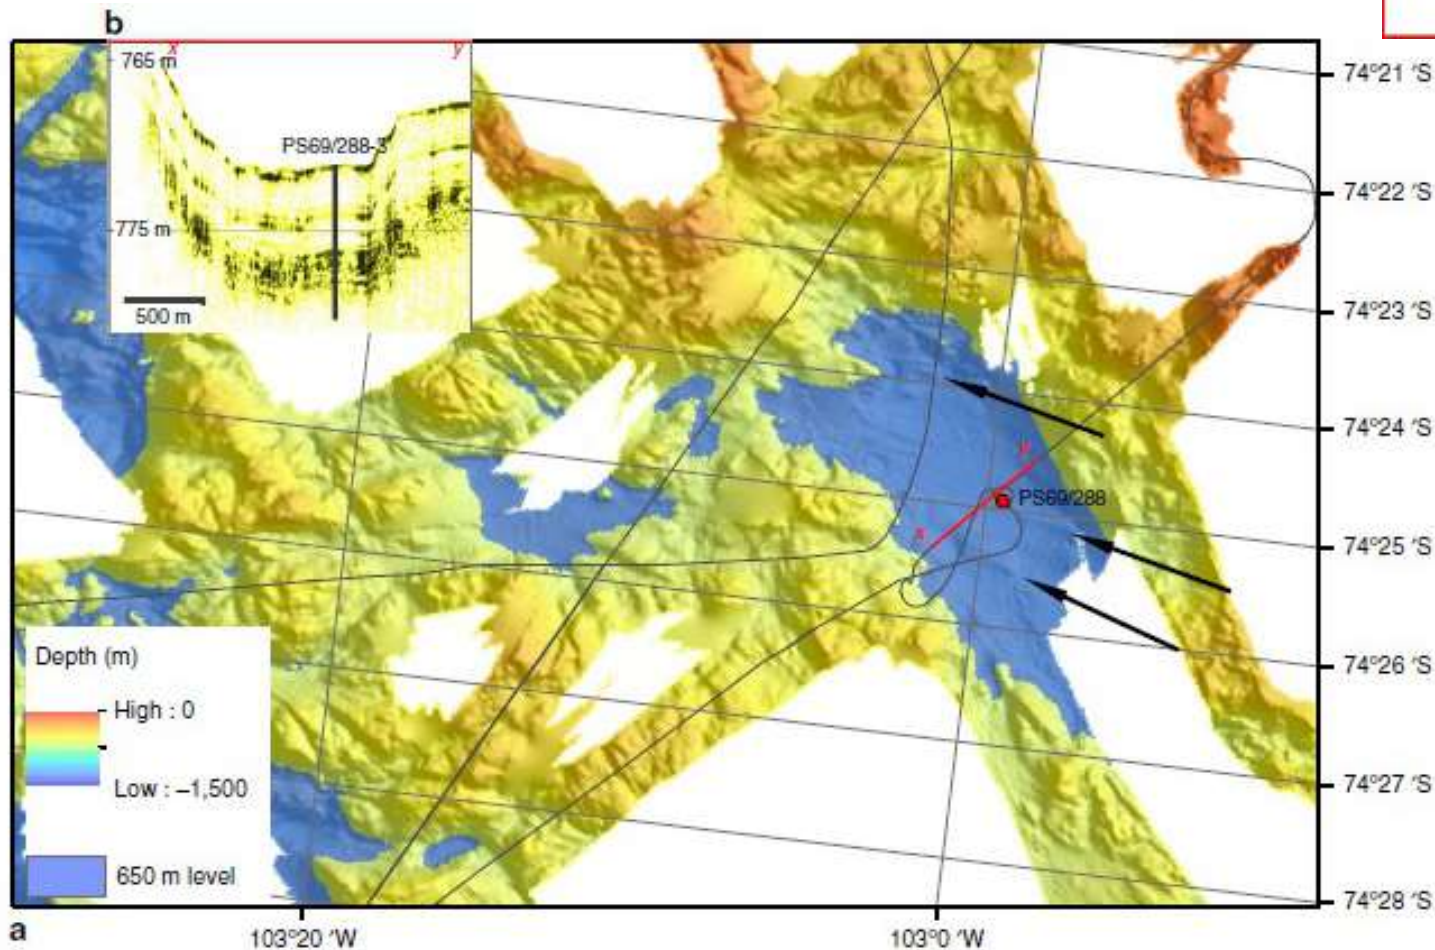 b
x
y
765 m
PS69/288-3
775 m
500 m
74°21 ′S
74°22 ′S
74°23 ′S
74°24 ′S
y
PS69/288
x
74°25 ′S
74°26 ′S
Depth (m)
High : 0
Low : –1,500
650 m level
74°27 ′S
74°28 ′S
a
103°20 ′W
103°0 ′W